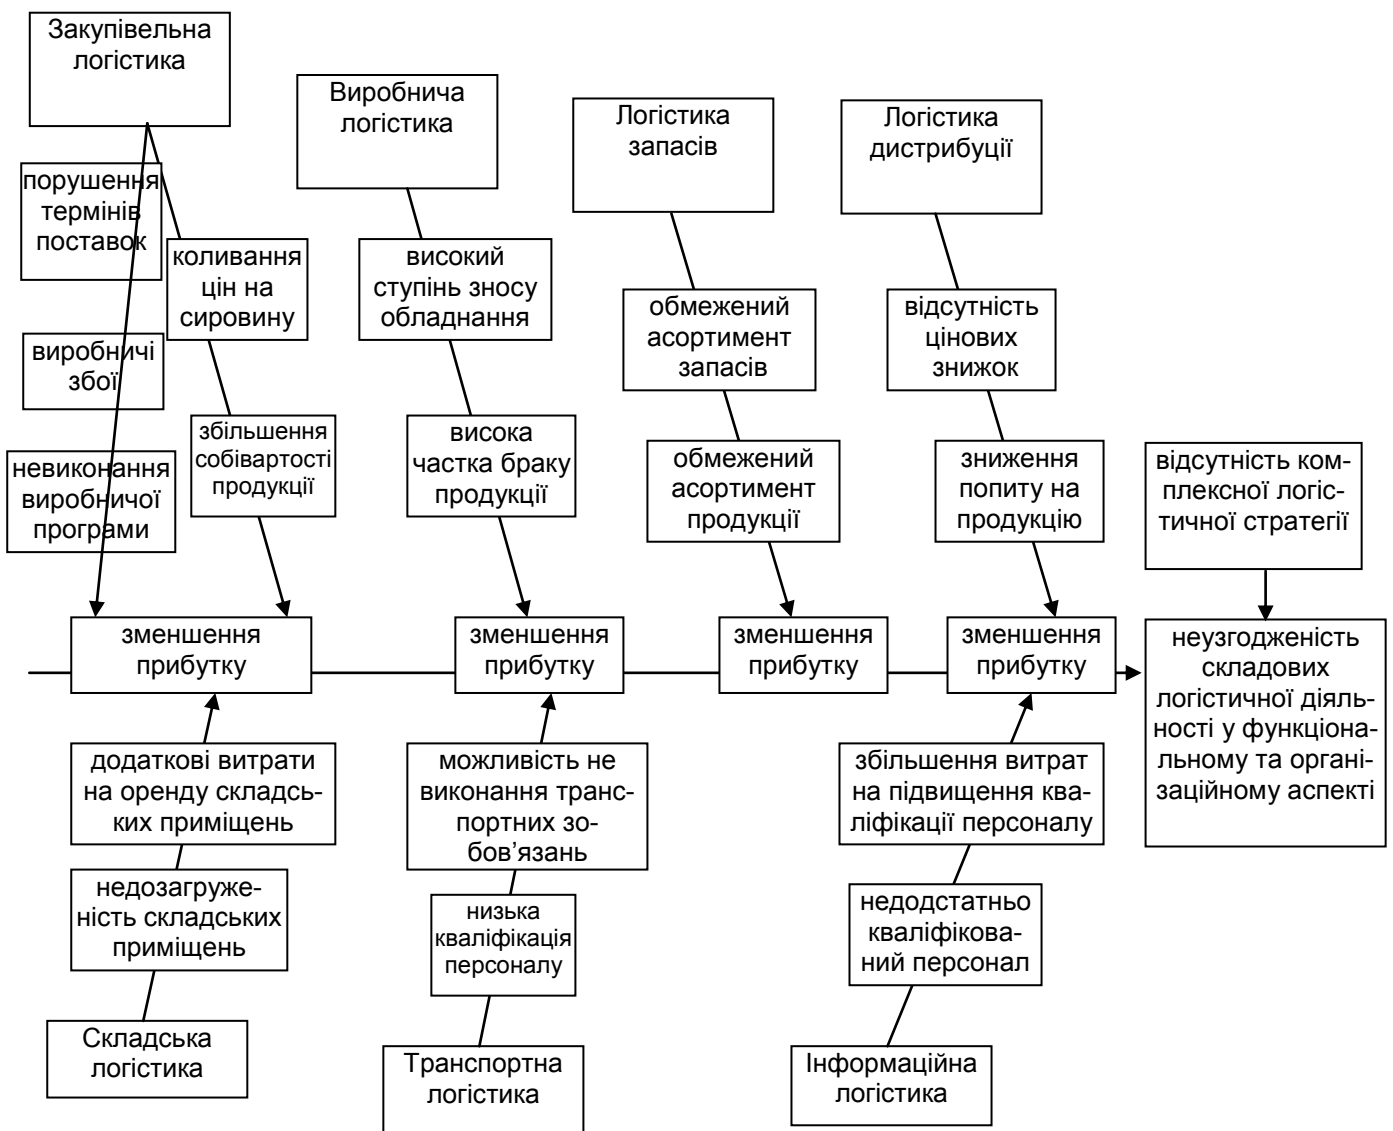 Закупівельна
логістика
Виробнича
логістика
Логістика
запасів
Логістика
дистрибуції
порушення
термінів
поставок
коливання
цін на
сировину
високий
ступінь зносу
обладнання
обмежений
асортимент
запасів
відсутність
цінових
знижок
виробничі
збої
невиконання
виробничої
програми
збільшення
собівартості
продукції
висока
частка браку
продукції
обмежений
асортимент
продукції
зниження
попиту на
продукцію
відсутність ком-
плексної логіс-
тичної стратегії
зменшення
прибутку
зменшення
прибутку
зменшення
прибутку
зменшення
прибутку
неузгодженість
складових
логістичної діяль-
ності у функціона-
льному та органі-
заційному аспекті
додаткові витрати
на оренду складсь-
ких приміщень
можливість не
виконання транс-
портних зо-
бов’язань
збільшення витрат
на підвищення ква-
ліфікації персоналу
недозагруже-
ність складських
приміщень
низька
кваліфікація
персоналу
недодстатньо
кваліфікова-
ний персонал
Складська
логістика
Транспортна
логістика
Інформаційна
логістика